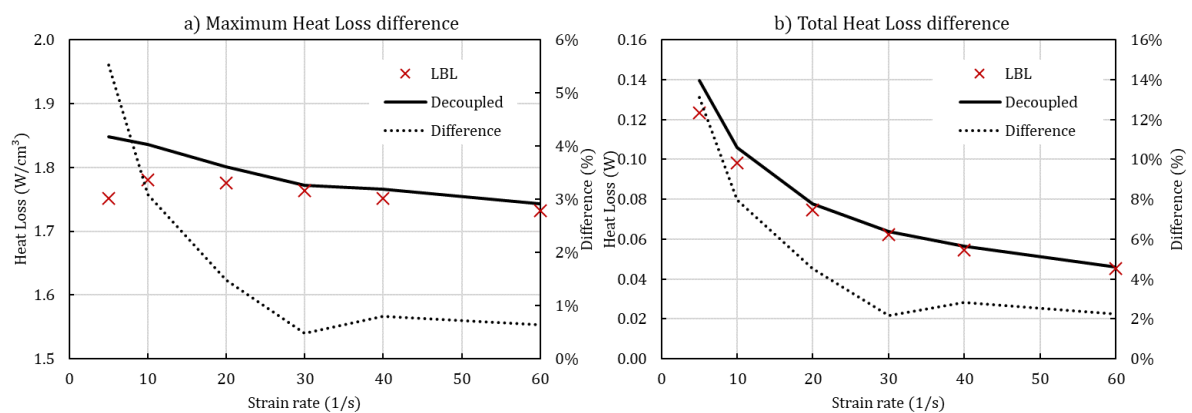 a) Maximum Heat Loss difference
2.0
1.9
1.8
1.7
1.6
1.5
Heat Loss (W/cm³)
6%
5%
4%
3%
2%
1%
0%
Difference (%)
LBL
Decoupled
Difference
0 10 20 30 40 50 60
Strain rate (1/s)
b) Total Heat Loss difference
0.16
0.14
0.12
0.10
0.08
0.06
0.04
0.02
0.00
Heat Loss (W)
16%
14%
12%
10%
8%
6%
4%
2%
0%
Difference (%)
LBL
Decoupled
Difference
0 10 20 30 40 50 60
Strain rate (1/s)